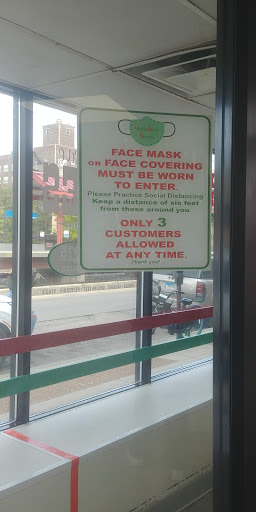 FACE MASK
OR FACE COVERING
MUST BE WORN
TO ENTER.
Please Practice Social Distancing
Keep a distance of six feet
from those around you.
ONLY 3
CUSTOMERS
ALLOWED
AT ANY TIME.
Thank you!